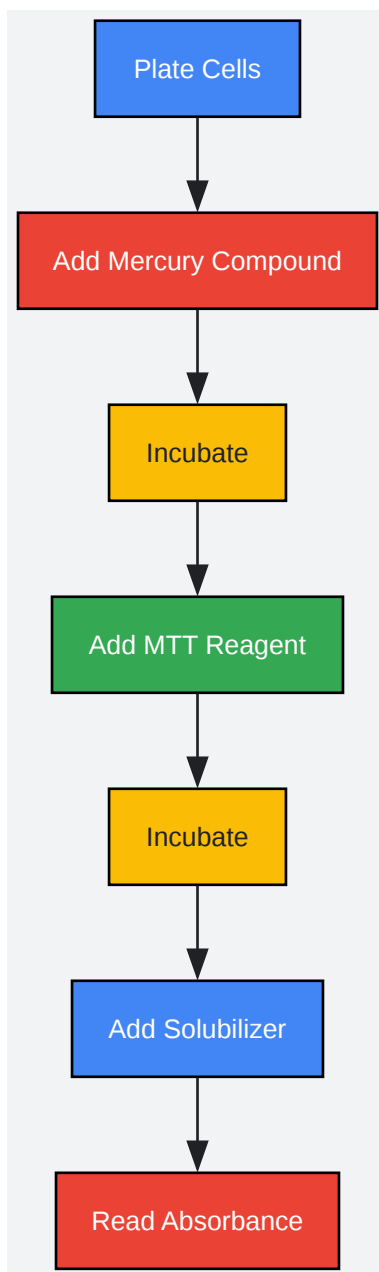 Plate Cells
Add Mercury Compound
Incubate
Add MTT Reagent
Incubate
Add Solubilizer
Read Absorbance